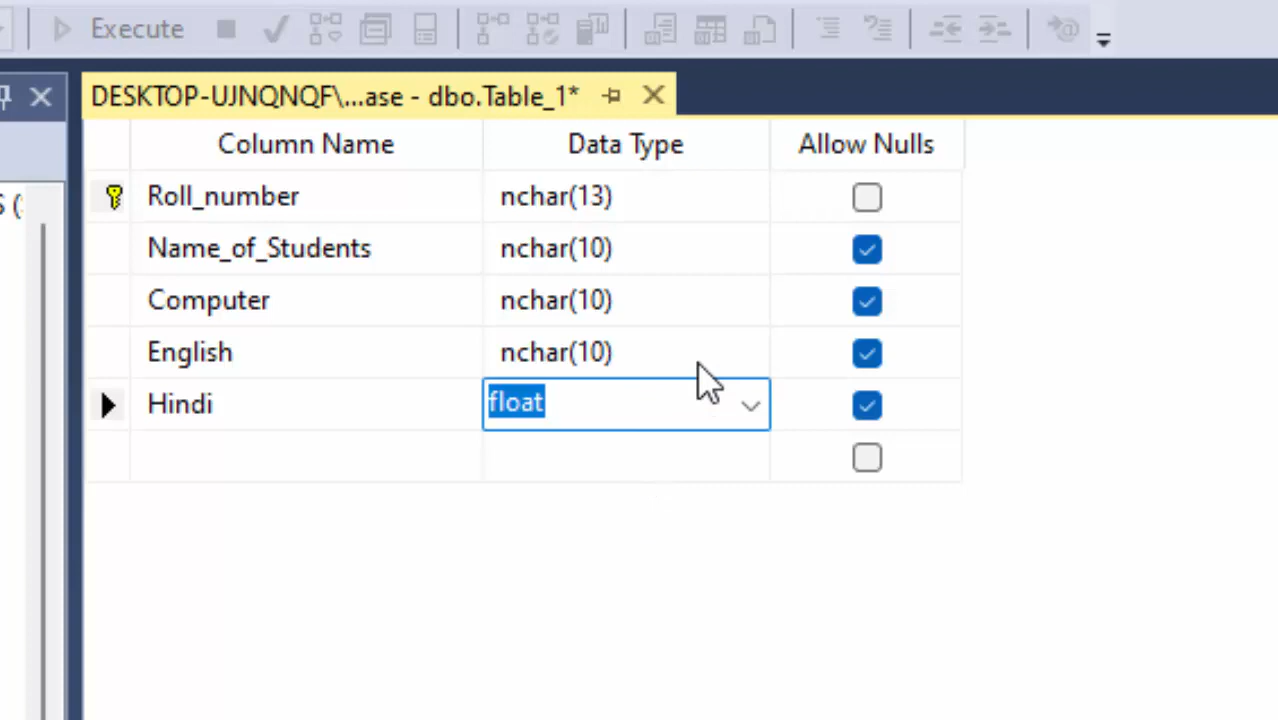 Execute
DESKTOP-UJNQNQF\...ase - dbo.Table_1*
Column Name Data Type Allow Nulls
Roll_number nchar(13)
Name_of_Students nchar(10)
Computer nchar(10)
English nchar(10)
Hindi float